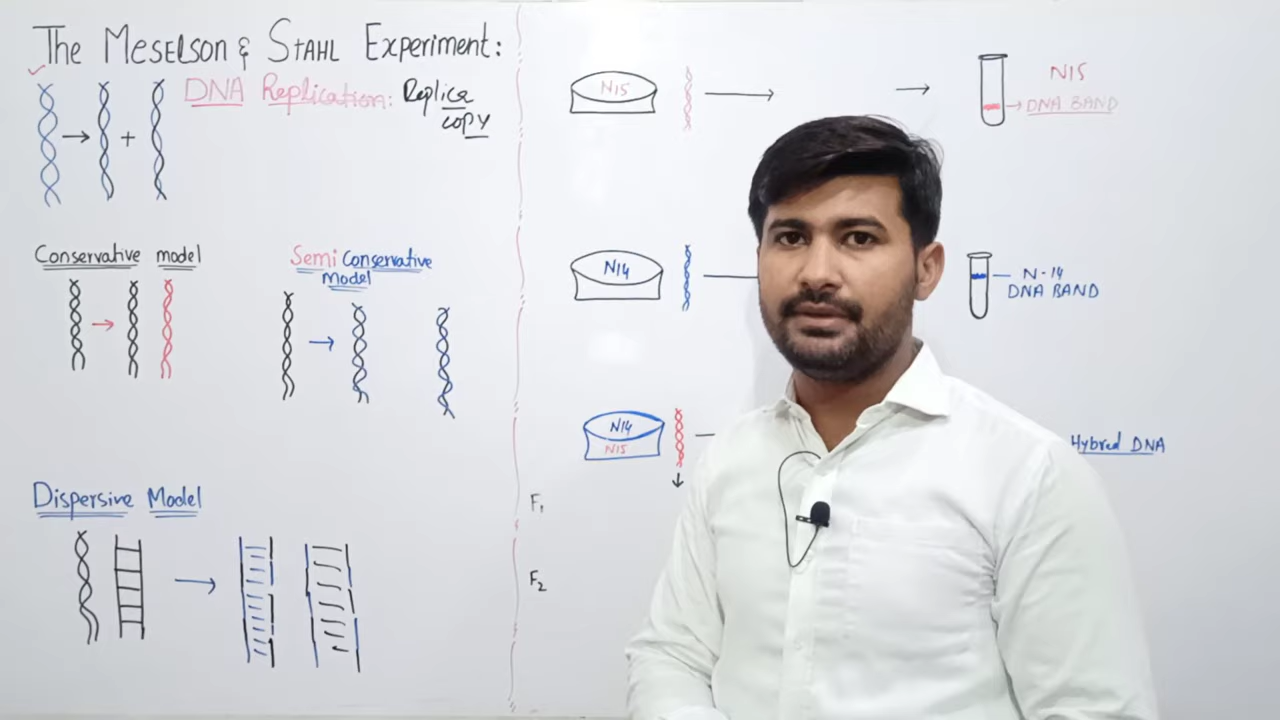 The Meselson & Stahl Experiment:
DNA Replication: Replica
copy
Conservative model
Semi Conservative
Model
Dispersive Model
N15
N15
DNA BAND
N14
N-14
DNA BAND
N14
N15
Hybred DNA
F1
F2